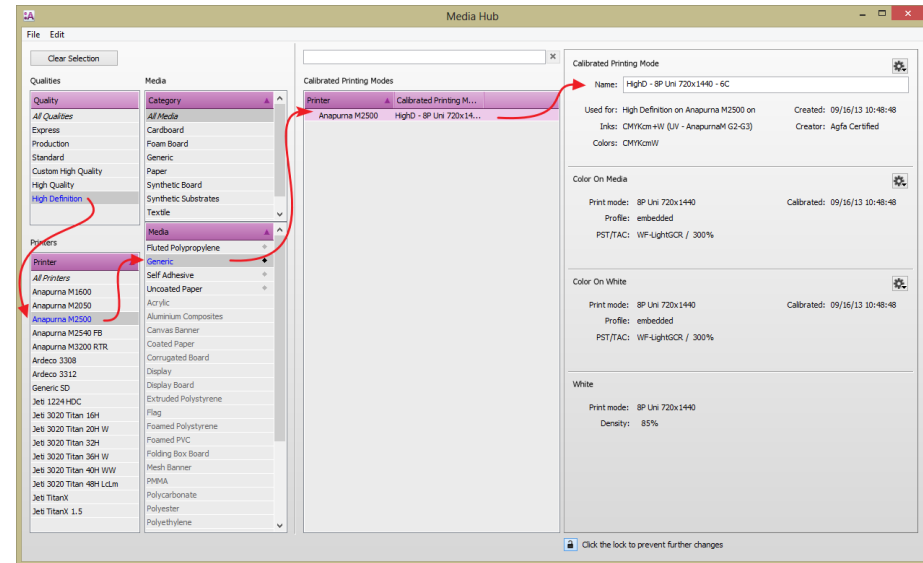 :A
Media Hub
File Edit
Clear Selection
Qualities
Quality
All Qualities
Express
Production
Standard
Custom High Quality
High Quality
High Definition
Printers
Printer
All Printers
Anapurna M1600
Anapurna M2050
Anapurna M2500
Anapurna M2540 FB
Anapurna M3200 RTR
Ardeco 3308
Ardeco 3312
Generic SD
Jeti 1224 HDC
Jeti 3020 Titan 16H
Jeti 3020 Titan 20H W
Jeti 3020 Titan 32H
Jeti 3020 Titan 36H W
Jeti 3020 Titan 40H WW
Jeti 3020 Titan 48H LcLm
Jeti TitanX
Jeti TitanX 1.5
Media
Category
All Media
Cardboard
Foam Board
Generic
Paper
Synthetic Board
Synthetic Substrates
Textile
Media
Fluted Polypropylene
Generic
Self Adhesive
Uncoated Paper
Acrylic
Aluminium Composites
Canvas Banner
Coated Paper
Corrugated Board
Display
Display Board
Extruded Polystyrene
Flag
Foamed Polystyrene
Foamed PVC
Folding Box Board
Mesh Banner
PMMA
Polycarbonate
Polyester
Polyethylene
Calibrated Printing Modes
Printer Calibrated Printing M...
Anapurna M2500 HighD - 8P Uni 720x14...
Calibrated Printing Mode
Name: HighD - 8P Uni 720x1440 - 6C
Used for: High Definition on Anapurna M2500 on Created: 09/16/13 10:48:48
Inks: CMYKcm+W (UV - AnapurnaM G2-G3) Creator: Agfa Certified
Colors: CMYKcmW
Color On Media
Print mode: 8P Uni 720x1440 Calibrated: 09/16/13 10:48:48
Profile: embedded
PST/TAC: WF-LightGCR / 300%
Color On White
Print mode: 8P Uni 720x1440 Calibrated: 09/16/13 10:48:48
Profile: embedded
PST/TAC: WF-LightGCR / 300%
White
Print mode: 8P Uni 720x1440
Density: 85%
Click the lock to prevent further changes